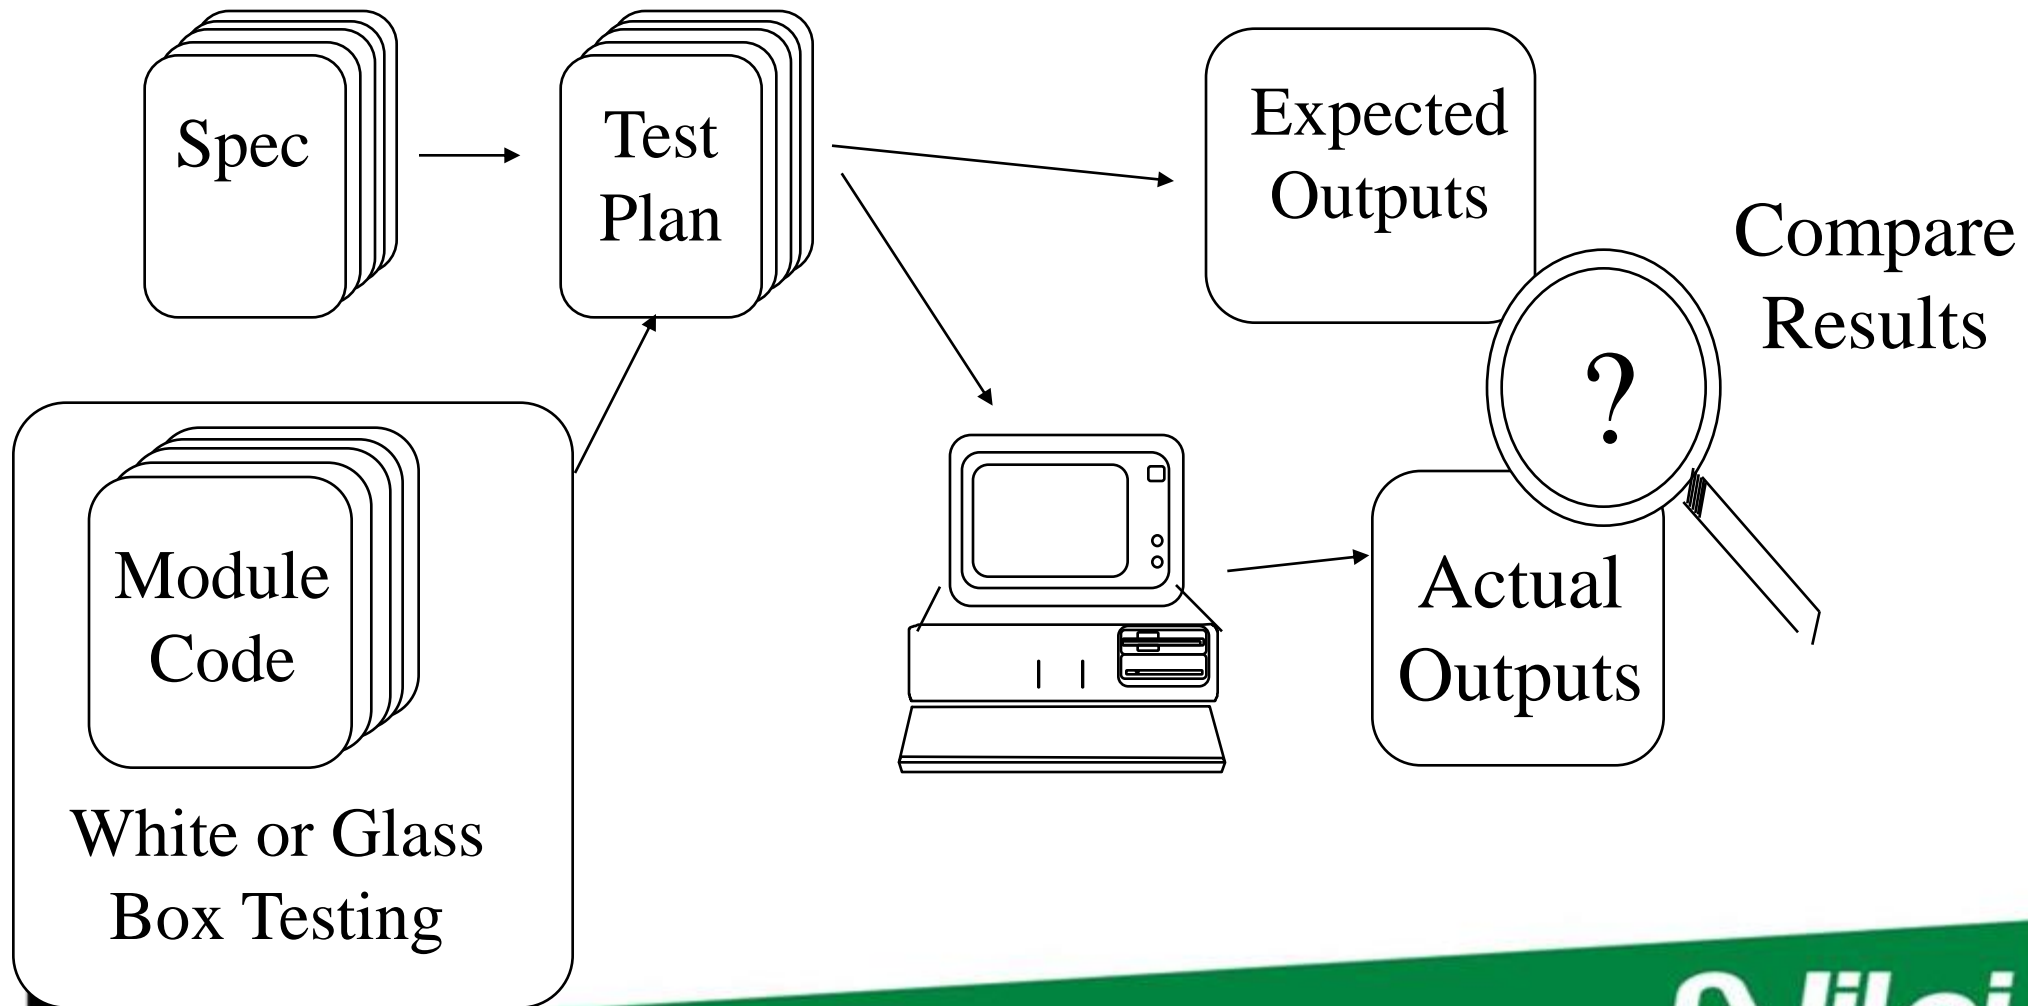 Spec
Test
Plan
Expected
Outputs
Compare
Results
?
Module
Code
Actual
Outputs
White or Glass
Box Testing